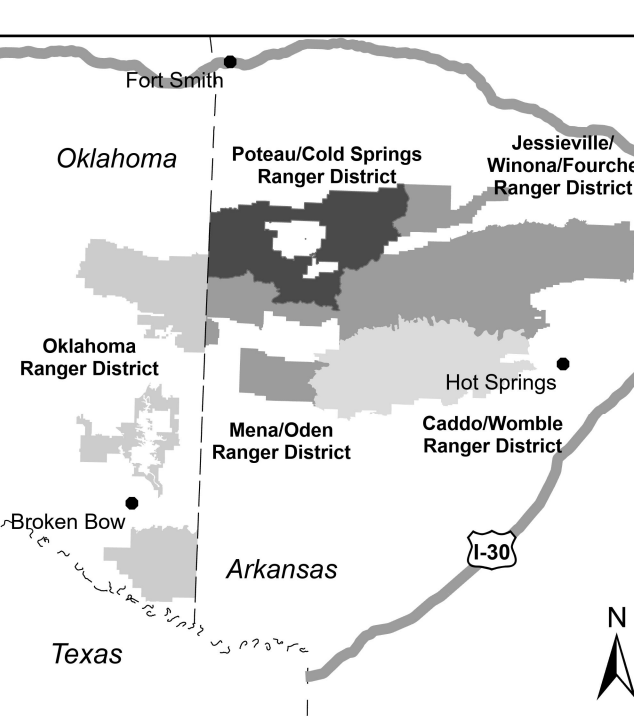 Fort Smith
Oklahoma
Poteau/Cold Springs
Ranger District
Jessieville/
Winona/Fourche
Ranger District
Oklahoma
Ranger District
Hot Springs
Mena/Oden
Ranger District
Caddo/Womble
Ranger District
Broken Bow
I-30
Arkansas
Texas
N